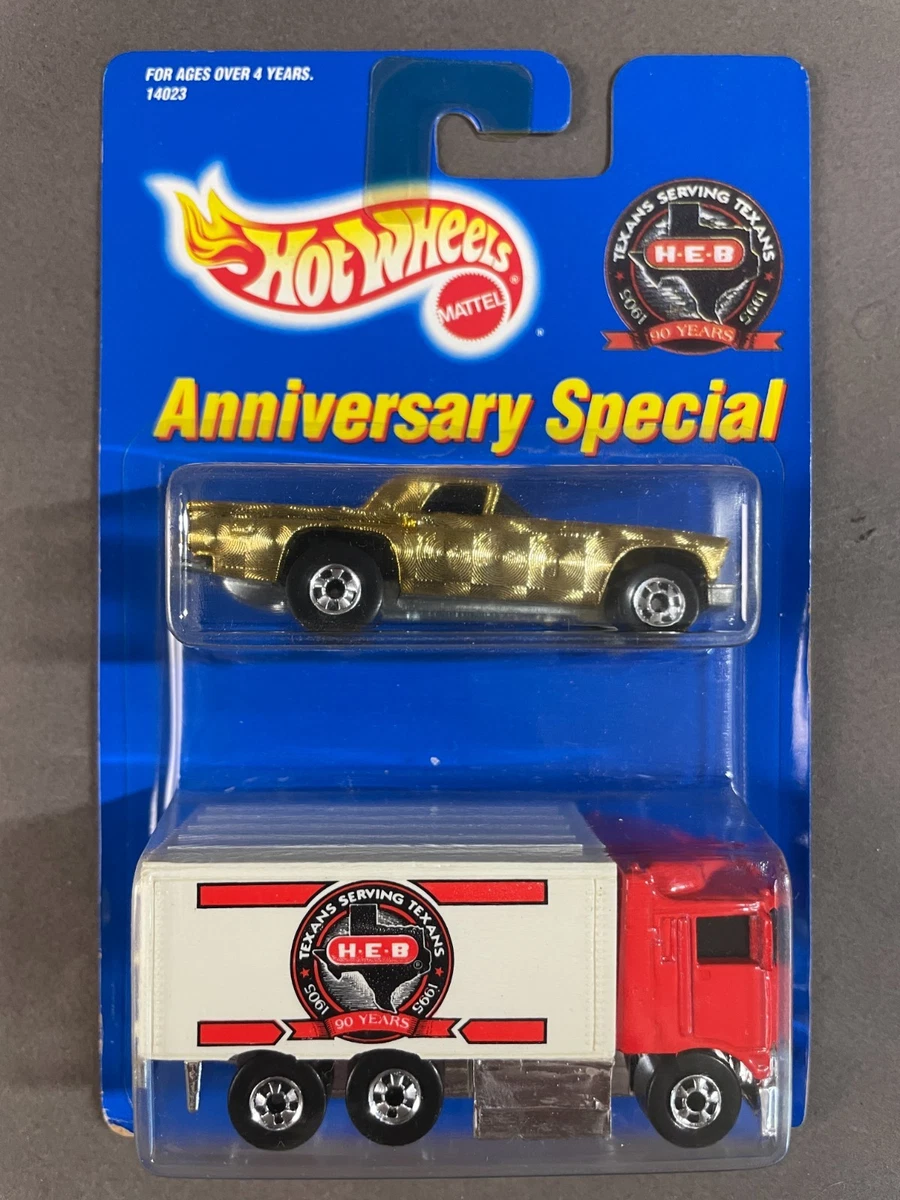 FOR AGES OVER 4 YEARS.
14023
HOT WHEELS®
MATTEL
®
TEXANS SERVING TEXANS
H·E·B
1905 1995
90 YEARS
Anniversary Special
TEXANS SERVING TEXANS
H·E·B
®
1905 1995
90 YEARS